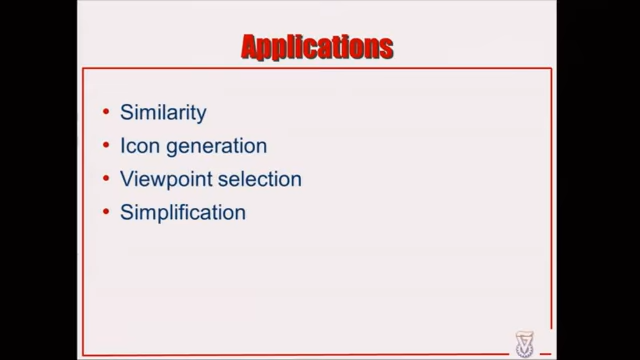 Applications
Similarity
Icon generation
Viewpoint selection
Simplification